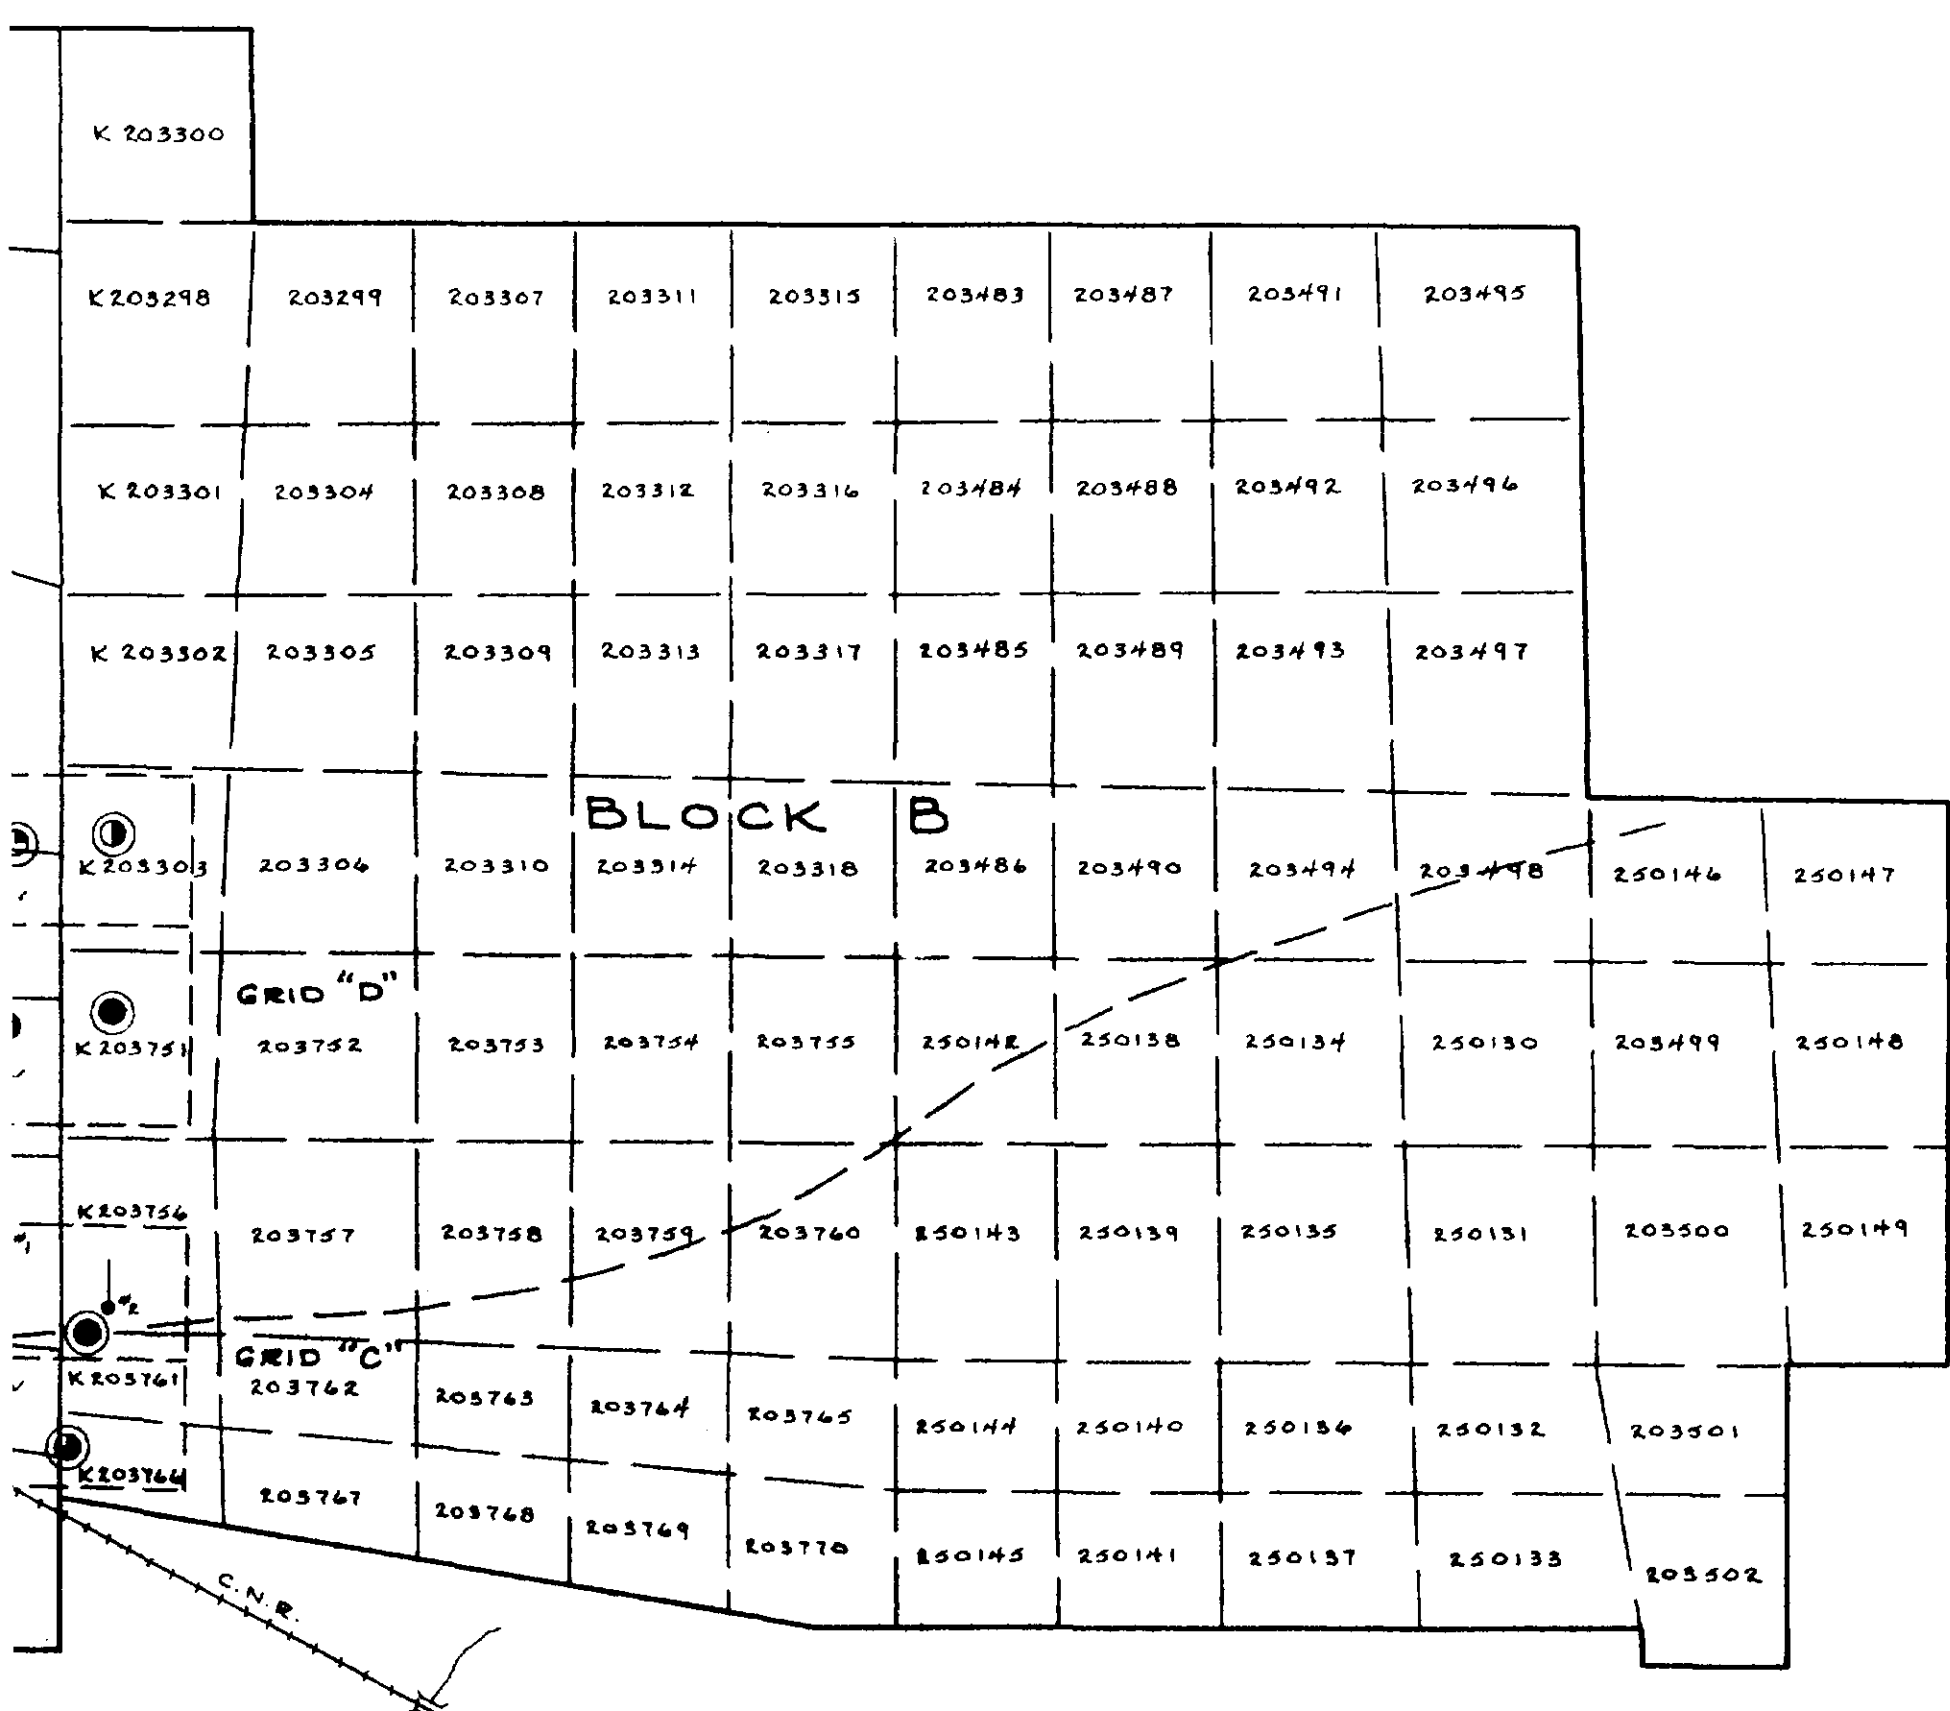 K 203300
K203298 203299 203307 203311 203315 203483 203487 203491 203495
K 203301 203304 203308 203312 203316 203484 203488 203492 203496
K 203302 203305 203309 203313 203317 203485 203489 203493 203497
BLOCK B
K203303 203306 203310 203314 203318 203486 203490 203494 203498 250146 250147
GRID "D"
K203751 203752 203753 203754 203755 250142 250138 250134 250130 203499 250148
K203756 203757 203758 203759 203760 250143 250139 250135 250131 203500 250149
#1
#2
GRID "C"
K203761 203762 203763 203764 203765 250144 250140 250136 250132 203501
K203766 203767 203768 203769 203770 250145 250141 250137 250133 203502
C.N.R.